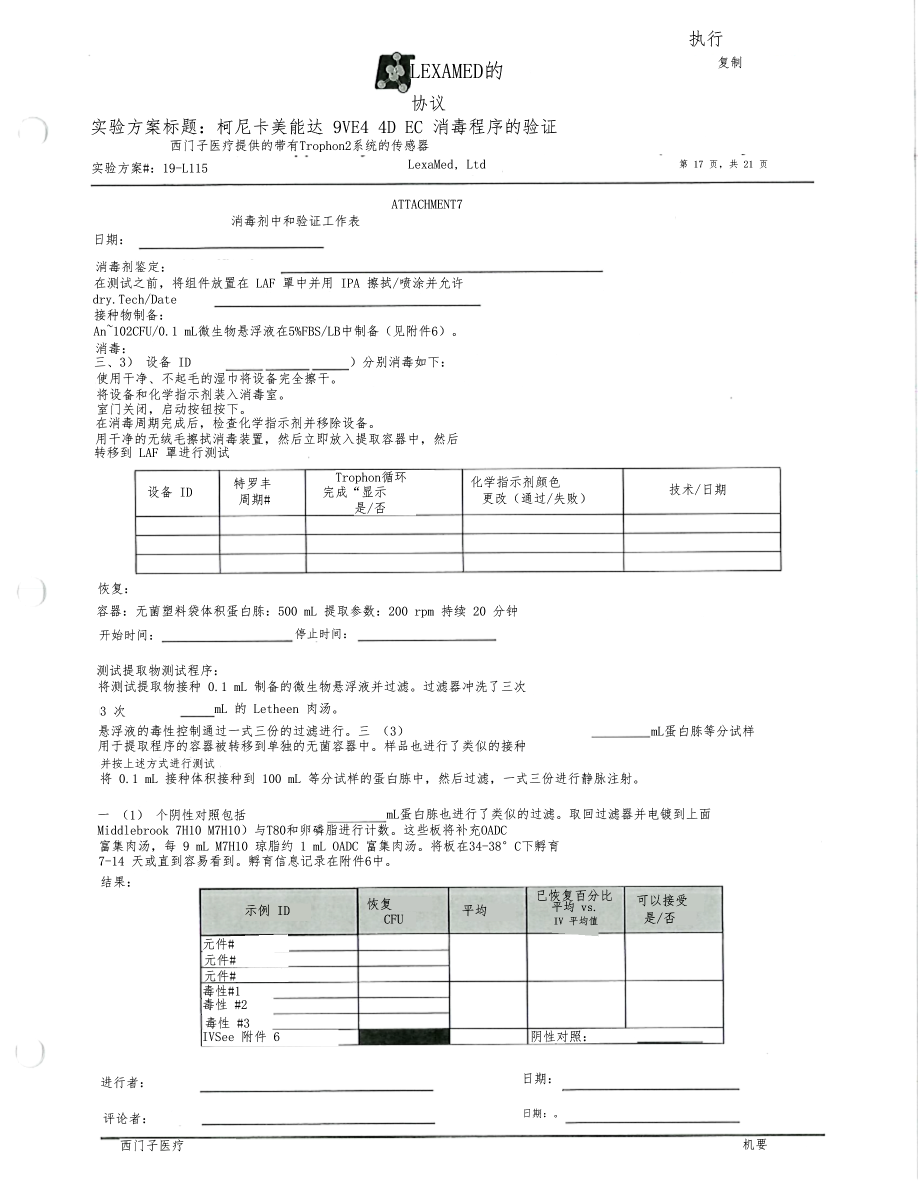 执行
复制
LEXAMED的
协议
实验方案标题: 柯尼卡美能达 9VE4 4D EC 消毒程序的验证
西门子医疗提供的带有Trophon2系统的传感器
实验方案#: 19-L115
LexaMed, Ltd
第 17 页，共 21 页
ATTACHMENT7
消毒剂中和验证工作表
日期:
消毒剂鉴定:
在测试之前，将组件放置在 LAF 罩中并用 IPA 擦拭/喷涂并允许
dry.Tech/Date
接种物制备:
An~102CFU/0.1 mL微生物悬浮液在5%FBS/LB中制备（见附件6）。
消毒:
三、3） 设备 ID ）分别消毒如下:
使用干净、不起毛的湿巾将设备完全擦干。
将设备和化学指示剂装入消毒室。
室门关闭，启动按钮按下。
在消毒周期完成后，检查化学指示剂并移除设备。
用干净的无绒毛擦拭消毒装置，然后立即放入提取容器中，然后
转移到 LAF 罩进行测试
设备 ID
特罗丰
周期#
Trophon循环
完成“显示
是/否
化学指示剂颜色
更改（通过/失败）
技术/日期
恢复:
容器: 无菌塑料袋体积蛋白胨: 500 mL 提取参数: 200 rpm 持续 20 分钟
开始时间: 停止时间:
测试提取物测试程序:
将测试提取物接种 0.1 mL 制备的微生物悬浮液并过滤。过滤器冲洗了三次
3 次 mL 的 Letheen 肉汤。
悬浮液的毒性控制通过一式三份的过滤进行。三 （3） mL蛋白胨等分试样
用于提取程序的容器被转移到单独的无菌容器中。样品也进行了类似的接种
并按上述方式进行测试
将 0.1 mL 接种体积接种到 100 mL 等分试样的蛋白胨中，然后过滤，一式三份进行静脉注射。
一 （1） 个阴性对照包括 mL蛋白胨也进行了类似的过滤。取回过滤器并电镀到上面
Middlebrook 7H10 M7H10）与T80和卵磷脂进行计数。这些板将补充OADC
富集肉汤，每 9 mL M7H10 琼脂约 1 mL OADC 富集肉汤。将板在34-38° C下孵育
7-14 天或直到容易看到。孵育信息记录在附件6中。
结果:
示例 ID
恢复
CFU
平均
已恢复百分比
平均 vs.
IV 平均值
可以接受
是/否
元件#
元件#
元件#
毒性#1
毒性 #2
毒性 #3
IVSee 附件 6
阴性对照:
进行者:
日期:
评论者:
日期: 。
西门子医疗
机要